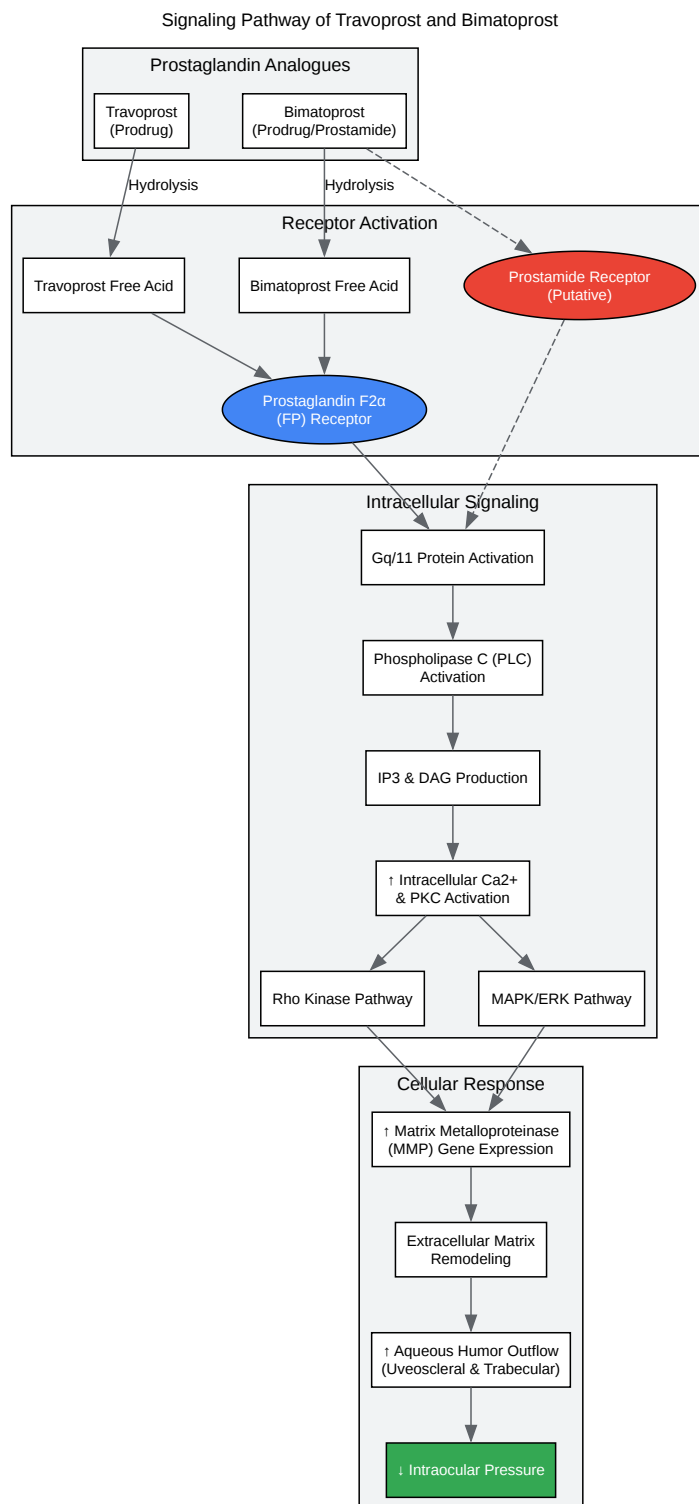 Signaling Pathway of Travoprost and Bimatoprost
Prostaglandin Analogues
Travoprost
(Prodrug)
Bimatoprost
(Prodrug/Prostamide)
Hydrolysis
Hydrolysis
Receptor Activation
Travoprost Free Acid
Bimatoprost Free Acid
Prostamide Receptor
(Putative)
Prostaglandin F2α
(FP) Receptor
Intracellular Signaling
Gq/11 Protein Activation
Phospholipase C (PLC)
Activation
IP3 & DAG Production
↑ Intracellular Ca2+
& PKC Activation
Rho Kinase Pathway
MAPK/ERK Pathway
Cellular Response
↑ Matrix Metalloproteinase
(MMP) Gene Expression
Extracellular Matrix
Remodeling
↑ Aqueous Humor Outflow
(Uveoscleral & Trabecular)
↓ Intraocular Pressure